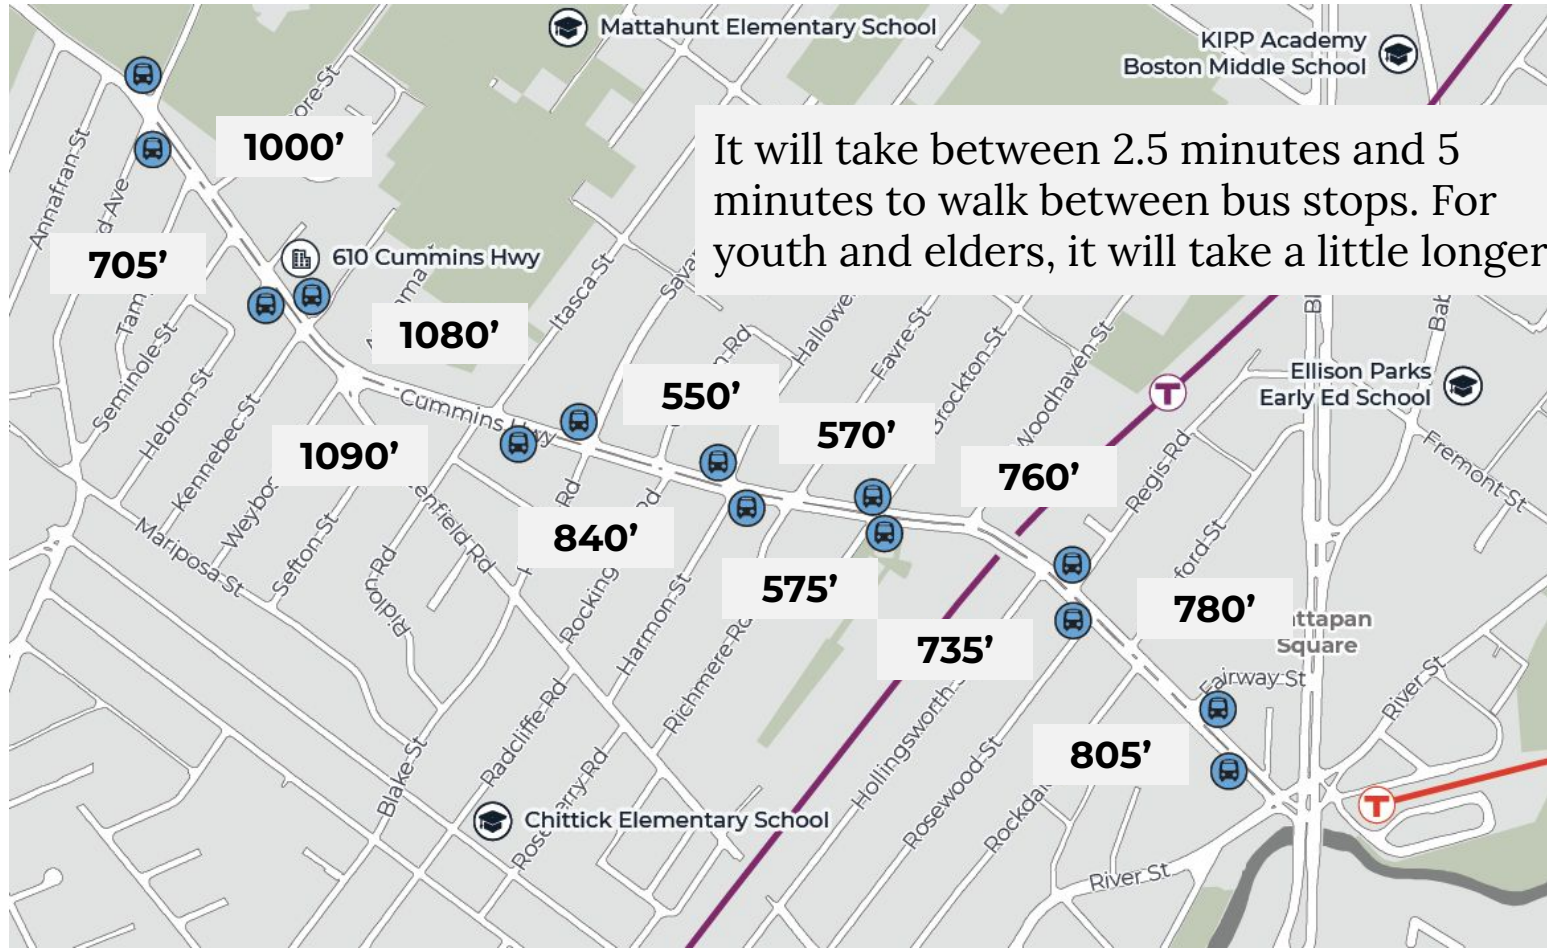 Mattahunt Elementary School
KIPP Academy
Boston Middle School
1000’
It will take between 2.5 minutes and 5
minutes to walk between bus stops. For
youth and elders, it will take a little longer
Annafran St
705’
610 Cummins Hwy
1080’
Itasca St
Favre St
Brockton St
Woodhaven St
Ellison Parks
Early Ed School
Seminole St
Hebron St
Kennebec St
Cummins Hwy
550’
570’
760’
Regis Rd
Fremont St
1090’
840’
575’
735’
780’
Mariposa St
Sefton St
Ridlon Rd
Harmon St
Richmere Rd
Square
Fairway St
River St
805’
Blake St
Radcliffe Rd
Hollingsworth
Rosewood St
Chittick Elementary School
T
T
River St